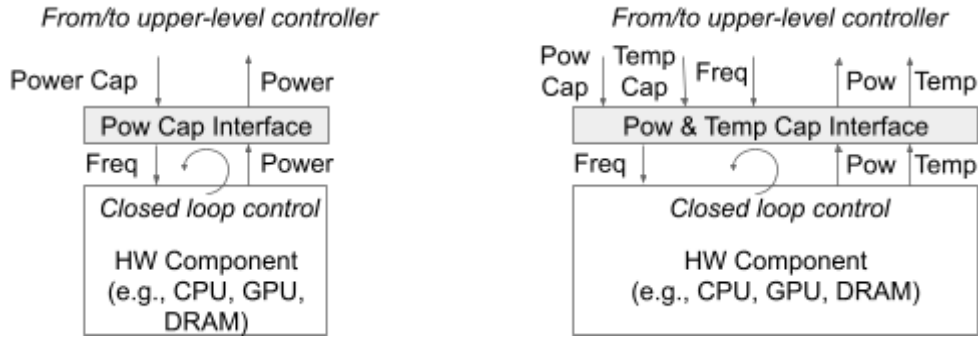 From/to upper-level controller
Power Cap
Power
Pow Cap Interface
Freq
Power
Closed loop control
HW Component
(e.g., CPU, GPU,
DRAM)
From/to upper-level controller
Pow
Cap
Temp
Cap
Freq
Pow
Temp
Pow & Temp Cap Interface
Freq
Pow
Temp
Closed loop control
HW Component
(e.g., CPU, GPU, DRAM)